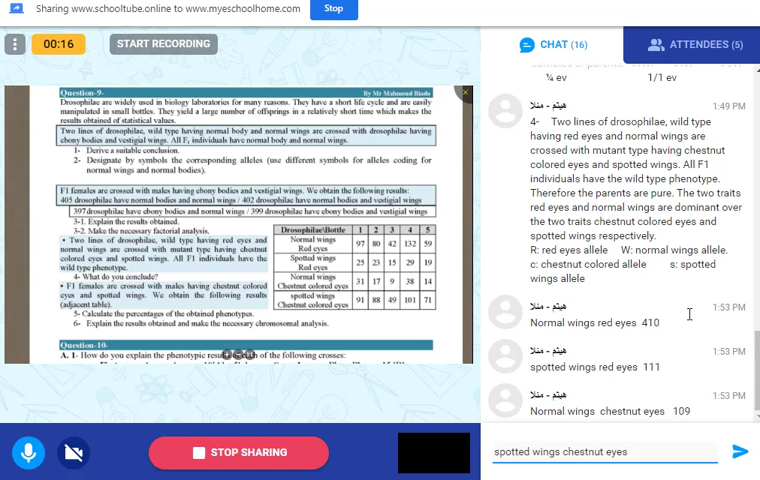 Sharing www.schooltube.online to www.myeschoolhome.com
Stop
00:16
START RECORDING
CHAT (16)
ATTENDEES (5)
Question-9-
By Mr Mahmoud Biado
Drosophilae are widely used in biology laboratories for many reasons. They have a short life cycle and are easily
manipulated in small bottles. They yield a large number of offsprings in a relatively short time which makes the
results obtained of statistical values.
Two lines of drosophilae, wild type having normal body and normal wings are crossed with drosophilae having
ebony bodies and vestigial wings. All F1 individuals have normal body and normal wings.
1- Derive a suitable conclusion.
2- Designate by symbols the corresponding alleles (use different symbols for alleles coding for
normal wings and normal bodies).
F1 females are crossed with males having ebony bodies and vestigial wings. We obtain the following results:
405 drosophilae have normal bodies and normal wings / 402 drosophilae have normal bodies and vestigial wings
397drosophilae have ebony bodies and normal wings / 399 drosophilae have ebony bodies and vestigial wings
3-1. Explain the results obtained.
3-2. Make the necessary factorial analysis.
• Two lines of drosophilae, wild type having red eyes and
normal wings are crossed with mutant type having chestnut
colored eyes and spotted wings. All F1 individuals have the
wild type phenotype.
4- What do you conclude?
• F1 females are crossed with males having chestnut colored
eyes and spotted wings. We obtain the following results
(adjacent table).
Drosophilae\Bottle 1 2 3 4 5
Normal wings
Red eyes 97 80 42 132 59
Spotted wings
Red eyes 25 23 15 29 19
Normal wings
Chestnut colored eyes 31 17 9 38 14
spotted wings
Chestnut colored eyes 91 88 49 101 71
5- Calculate the percentages of the obtained phenotypes.
6- Explain the results obtained and make the necessary chromosomal analysis.
Question-10-
A. 1- How do you explain the phenotypic of the following crosses:
STOP SHARING
¼ ev 1/1 ev
هيثم - منلا
1:49 PM
4- Two lines of drosophilae, wild type
having red eyes and normal wings are
crossed with mutant type having chestnut
colored eyes and spotted wings. All F1
individuals have the wild type phenotype.
Therefore the parents are pure. The two traits
red eyes and normal wings are dominant over
the two traits chestnut colored eyes and
spotted wings respectively.
R: red eyes allele W: normal wings allele.
c: chestnut colored allele s: spotted
wings allele
هيثم - منلا
1:53 PM
Normal wings red eyes 410
هيثم - منلا
1:53 PM
spotted wings red eyes 111
هيثم - منلا
1:53 PM
Normal wings chestnut eyes 109
spotted wings chestnut eyes